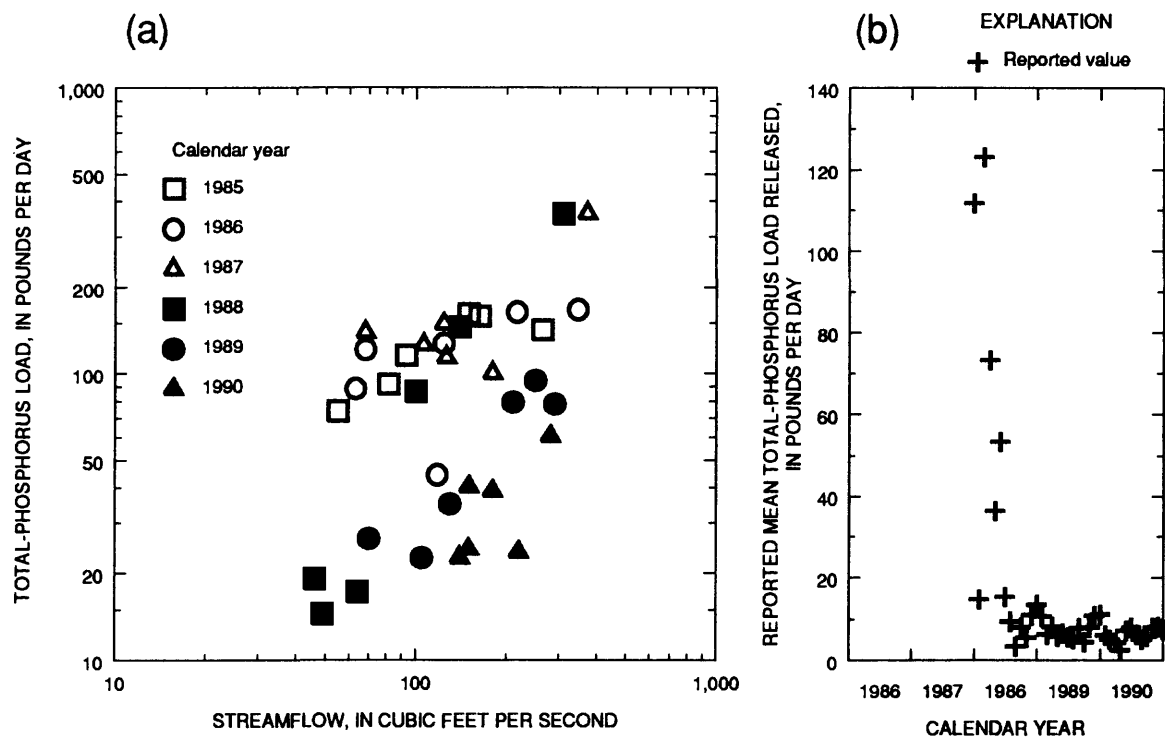 (a)
TOTAL-PHOSPHORUS LOAD, IN POUNDS PER DAY
1,000
500
200
100
50
20
10
Calendar year
1985
1986
1987
1988
1989
1990
10
100
1,000
STREAMFLOW, IN CUBIC FEET PER SECOND
(b)
EXPLANATION
Reported value
REPORTED MEAN TOTAL-PHOSPHORUS LOAD RELEASED,
IN POUNDS PER DAY
140
120
100
80
60
40
20
0
1986
1987
1986
1989
1990
CALENDAR YEAR